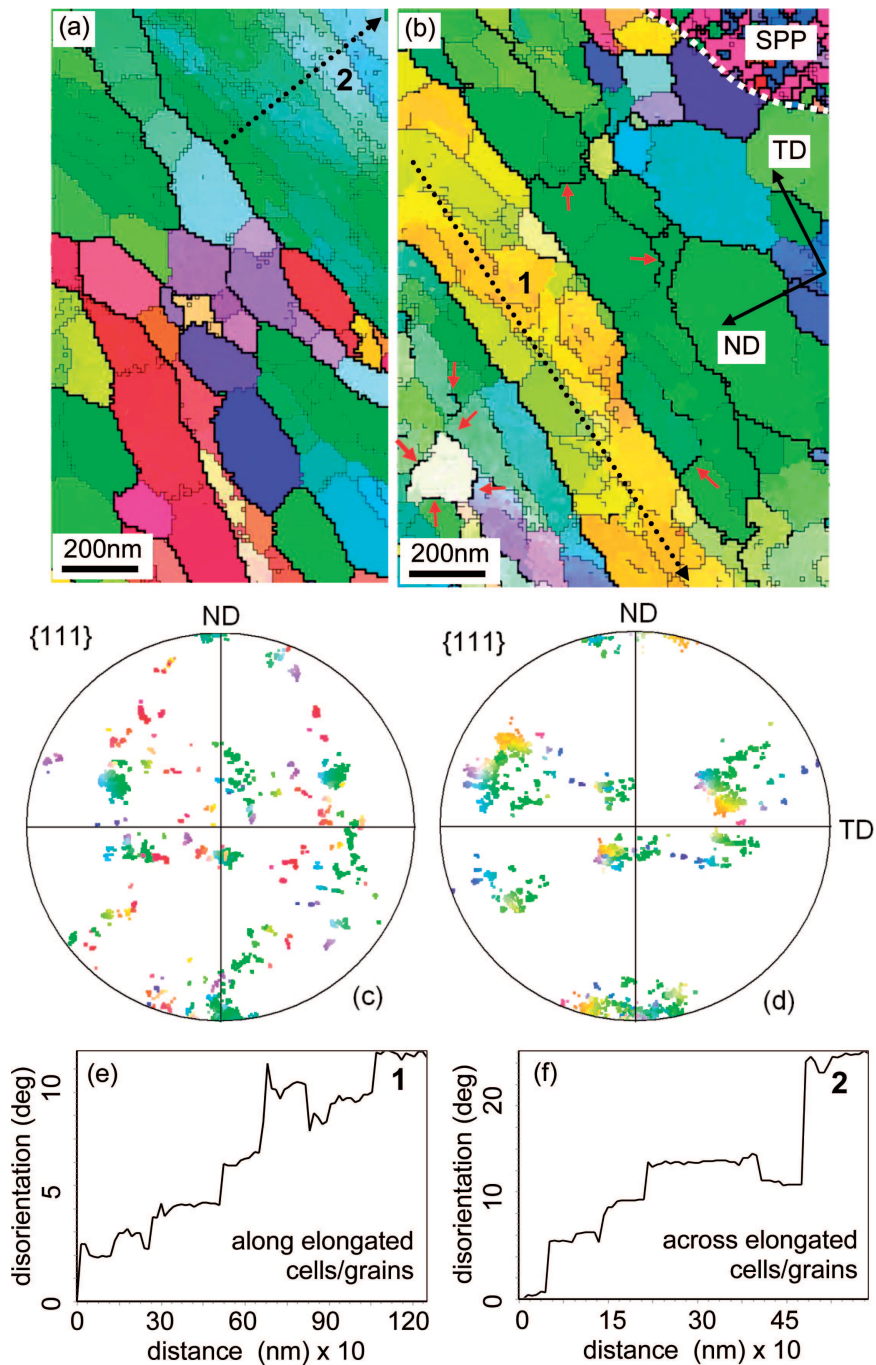 (a)
2
200nm
(b)
SPP
TD
ND
1
200nm
{111}
ND
(c)
{111}
ND
TD
(d)
(e)
1
10
5
0
disorientation (deg)
along elongated
cells/grains
0
30
60
90
120
distance (nm) x 10
(f)
2
20
10
0
disorientation (deg)
across elongated
cells/grains
0
15
30
45
distance (nm) x 10